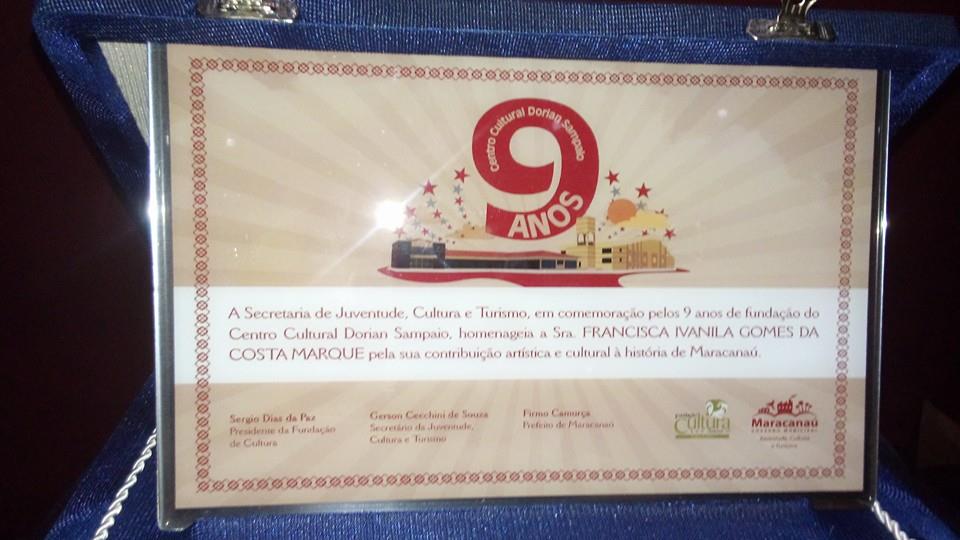 Centro Cultural Dorian Sampaio
9
ANOS
A Secretaria de Juventude, Cultura e Turismo, em comemoração pelos 9 anos de fundação do
Centro Cultural Dorian Sampaio, homenageia a Sra. FRANCISCA IVANILA GOMES DA
COSTA MARQUE pela sua contribuição artística e cultural à história de Maracanaú.
Sergio Dias da Paz
Presidente da Fundação
de Cultura
Gerson Cecchini de Souza
Secretário da Juventude,
Cultura e Turismo
Firmo Camurça
Prefeito de Maracanaú
Cultura
Maracanaú
Juventude, Cultura
e Turismo